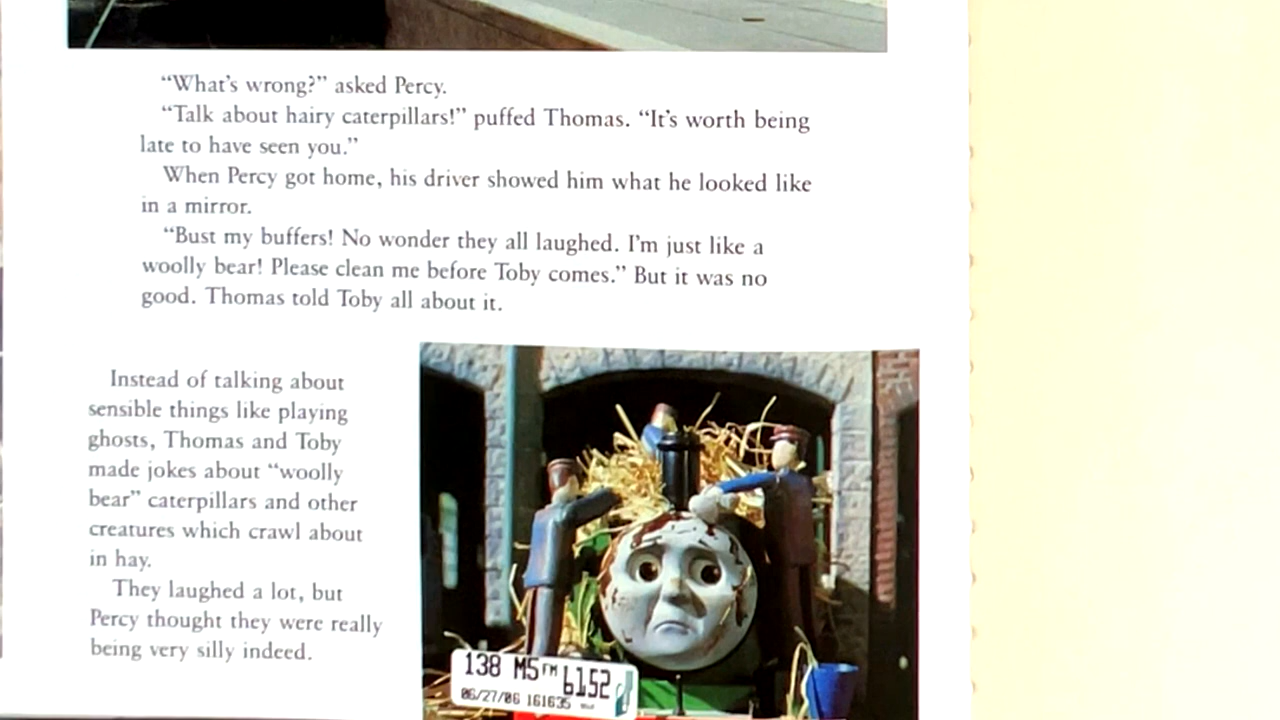 “What’s wrong?” asked Percy.
“Talk about hairy caterpillars!” puffed Thomas. “It’s worth being
late to have seen you.”
When Percy got home, his driver showed him what he looked like
in a mirror.
“Bust my buffers! No wonder they all laughed. I’m just like a
woolly bear! Please clean me before Toby comes.” But it was no
good. Thomas told Toby all about it.
Instead of talking about
sensible things like playing
ghosts, Thomas and Toby
made jokes about “woolly
bear” caterpillars and other
creatures which crawl about
in hay.
They laughed a lot, but
Percy thought they were really
being very silly indeed.
138 M5™ 6152
06/27/06 161635